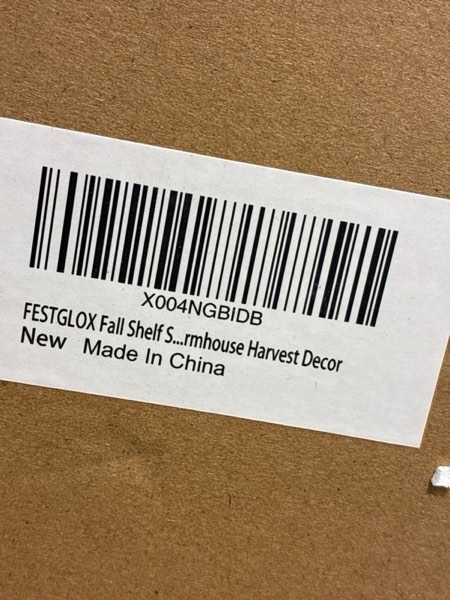 X004NGBIDB
FESTGLOX Fall Shelf S...rmhouse Harvest Decor
New Made In China